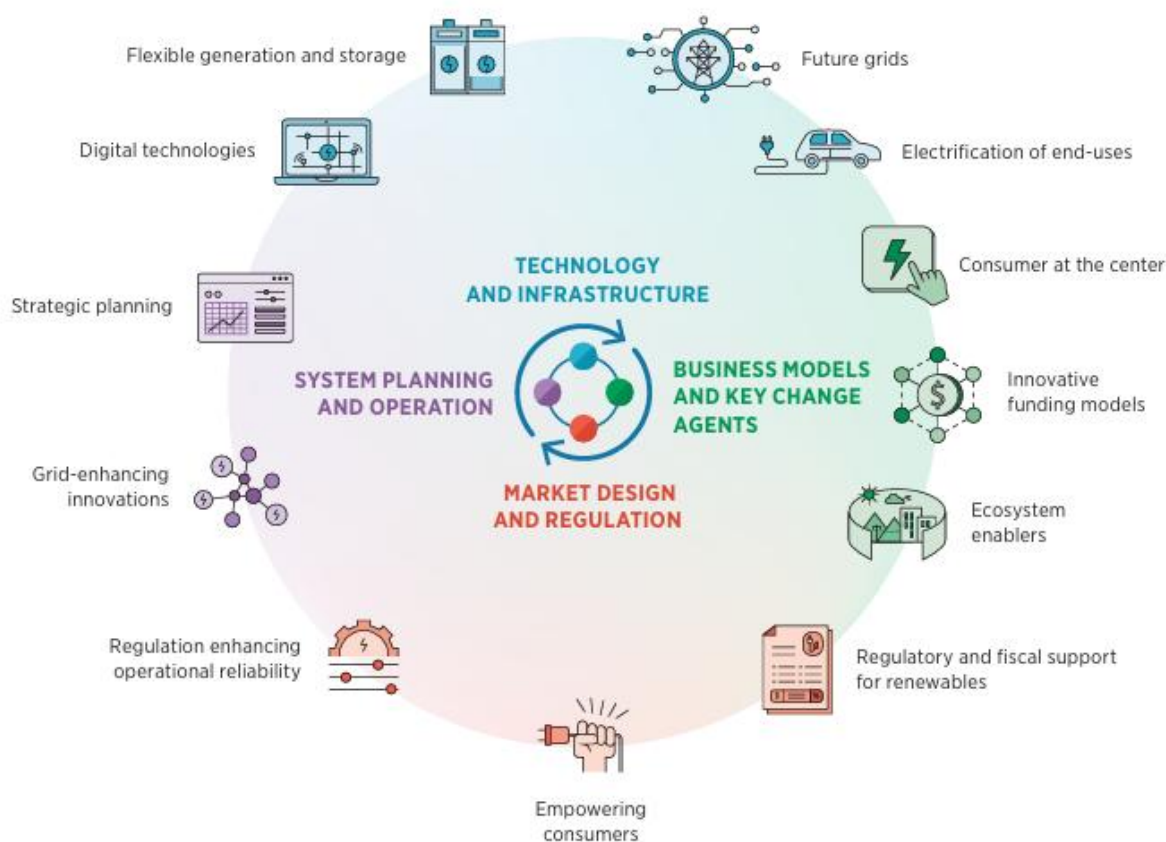 Flexible generation and storage
Future grids
Digital technologies
Electrification of end-uses
Consumer at the center
Strategic planning
TECHNOLOGY
AND INFRASTRUCTURE
SYSTEM PLANNING
AND OPERATION
BUSINESS MODELS
AND KEY CHANGE
AGENTS
MARKET DESIGN
AND REGULATION
Innovative
funding models
$
Grid-enhancing
innovations
Ecosystem
enablers
Regulation enhancing
operational reliability
Regulatory and fiscal support
for renewables
Empowering
consumers